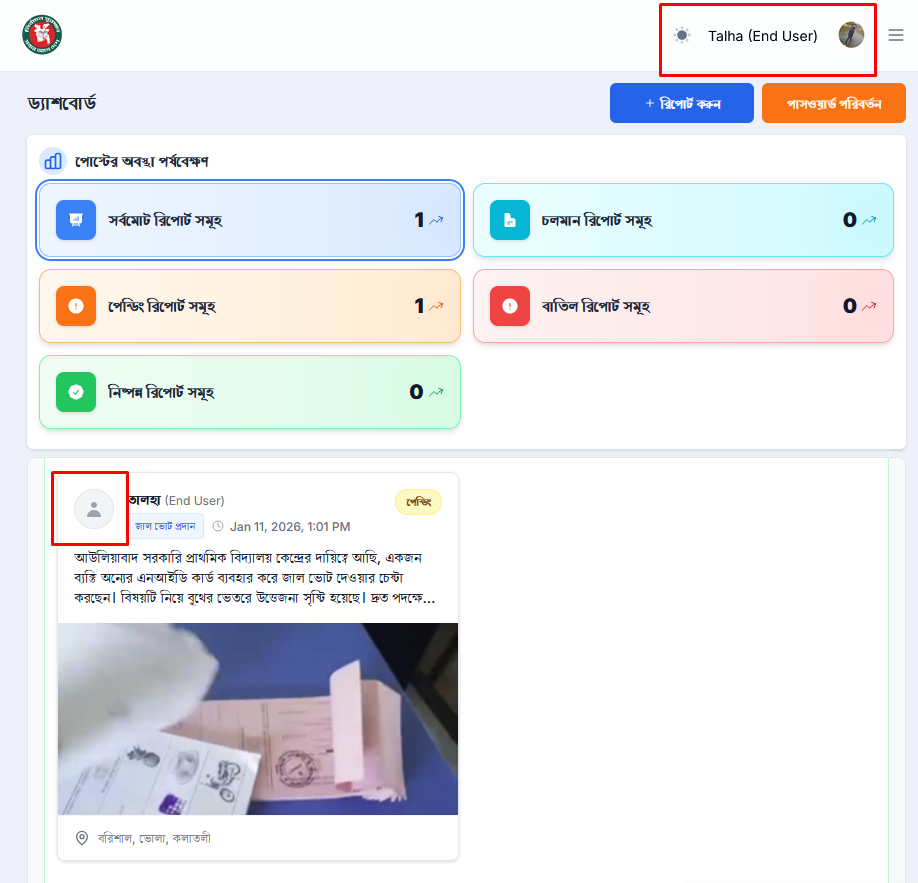 Talha (End User)
ড্যাশবোর্ড
+ রিপোর্ট করুন
পাসওয়ার্ড পরিবর্তন
পোস্টের অবস্থা পর্যবেক্ষণ
সর্বমোট রিপোর্ট সমূহ 1
চলমান রিপোর্ট সমূহ 0
পেন্ডিং রিপোর্ট সমূহ 1
বাতিল রিপোর্ট সমূহ 0
নিষ্পন্ন রিপোর্ট সমূহ 0
তালহা (End User)
পেন্ডিং
জাল ভোট প্রদান Jan 11, 2026, 1:01 PM
আউলিয়াবাদ সরকারি প্রাথমিক বিদ্যালয় কেন্দ্রের দায়িত্বে আছি, একজন
ব্যক্তি অন্যের এনআইডি কার্ড ব্যবহার করে জাল ভোট দেওয়ার চেষ্টা
করছেন। বিষয়টি নিয়ে বুথের ভেতরে উত্তেজনা সৃষ্টি হয়েছে। দ্রুত পদক্ষে...
বরিশাল, ভোলা, কলাতলী